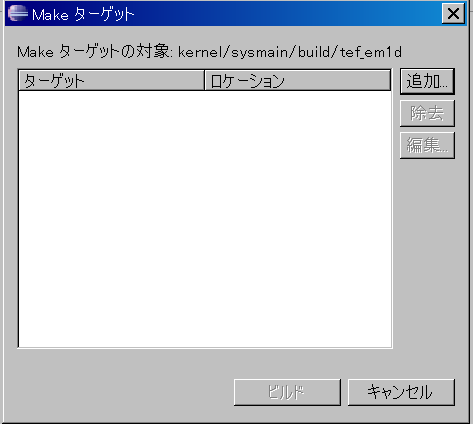 Make ターゲット
Make ターゲットの対象: kernel/sysmain/build/tef_em1d
ターゲット ロケーション
追加...
除去
編集...
ビルド キャンセル